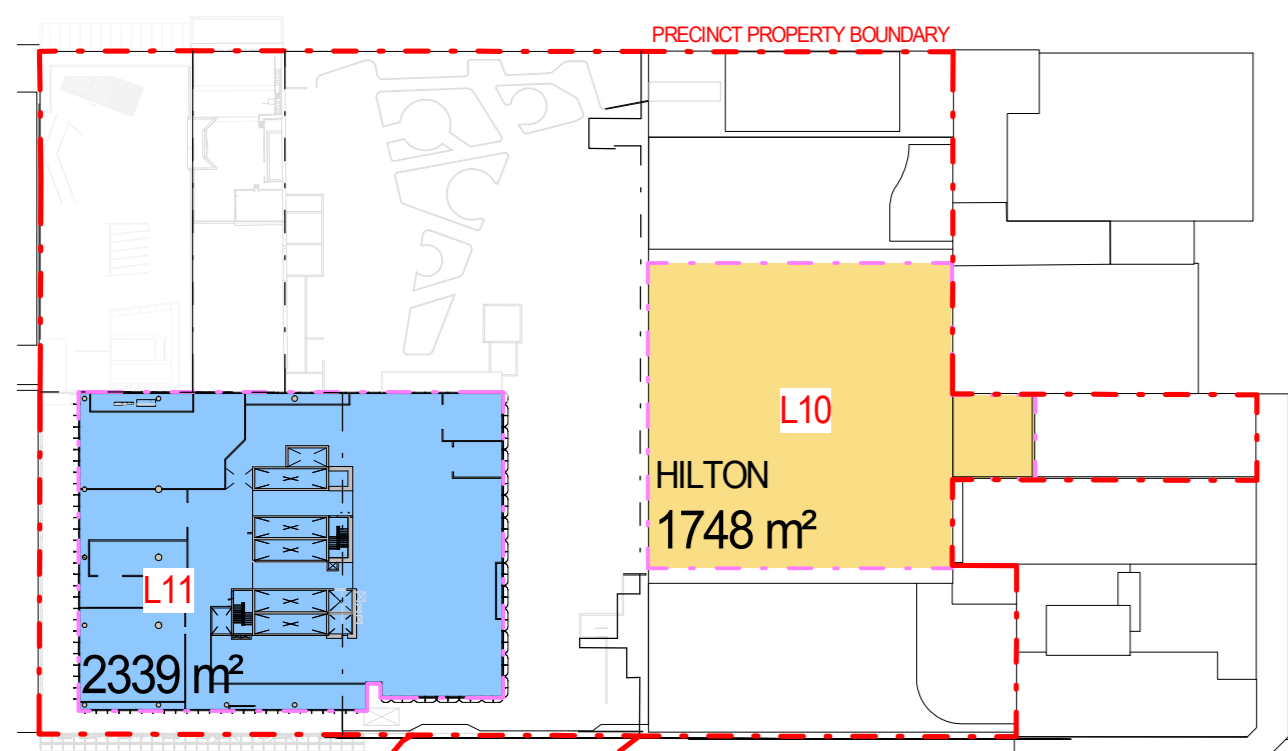 PRECINCT PROPERTY BOUNDARY
L10
HILTON
1748 m²
L11
2339 m²